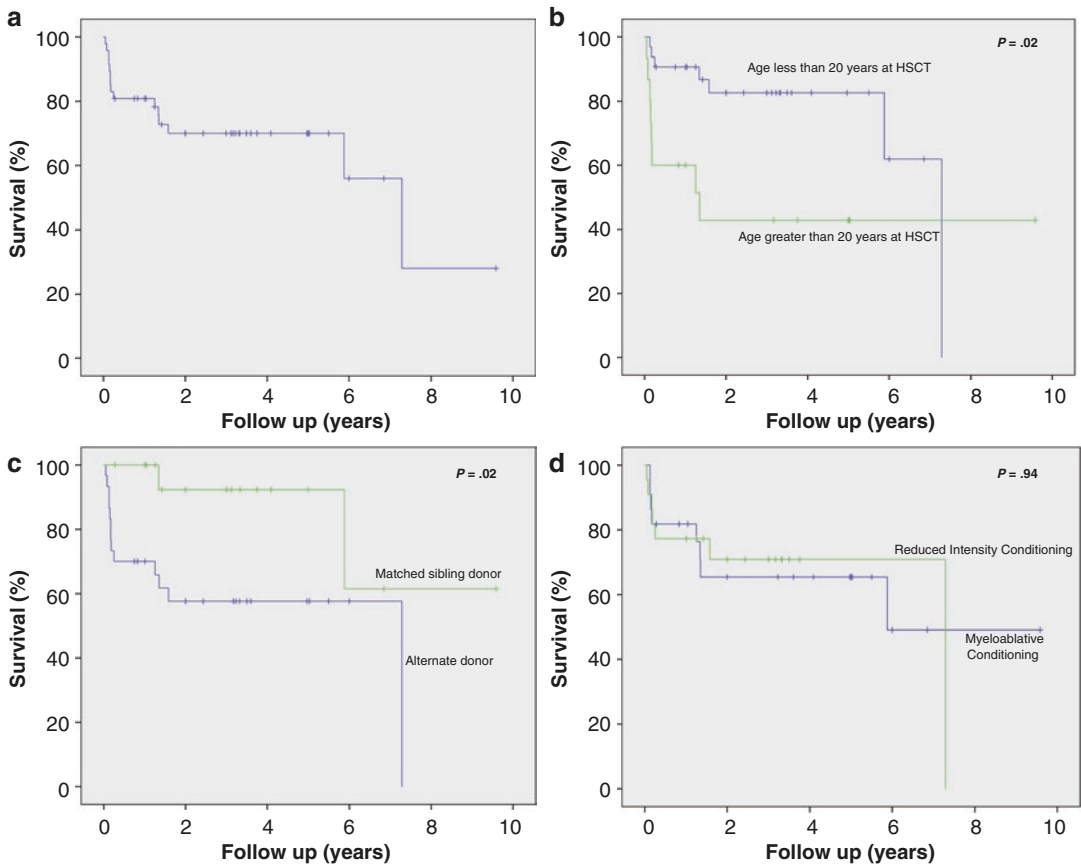 a
100
80
60
40
20
0
Survival (%)
0 2 4 6 8 10
Follow up (years)
b
P = .02
100
80
60
40
20
0
Survival (%)
Age less than 20 years at HSCT
Age greater than 20 years at HSCT
0 2 4 6 8 10
Follow up (years)
c
P = .02
100
80
60
40
20
0
Survival (%)
Matched sibling donor
Alternate donor
0 2 4 6 8 10
Follow up (years)
d
P = .94
100
80
60
40
20
0
Survival (%)
Reduced Intensity Conditioning
Myeloablative
Conditioning
0 2 4 6 8 10
Follow up (years)